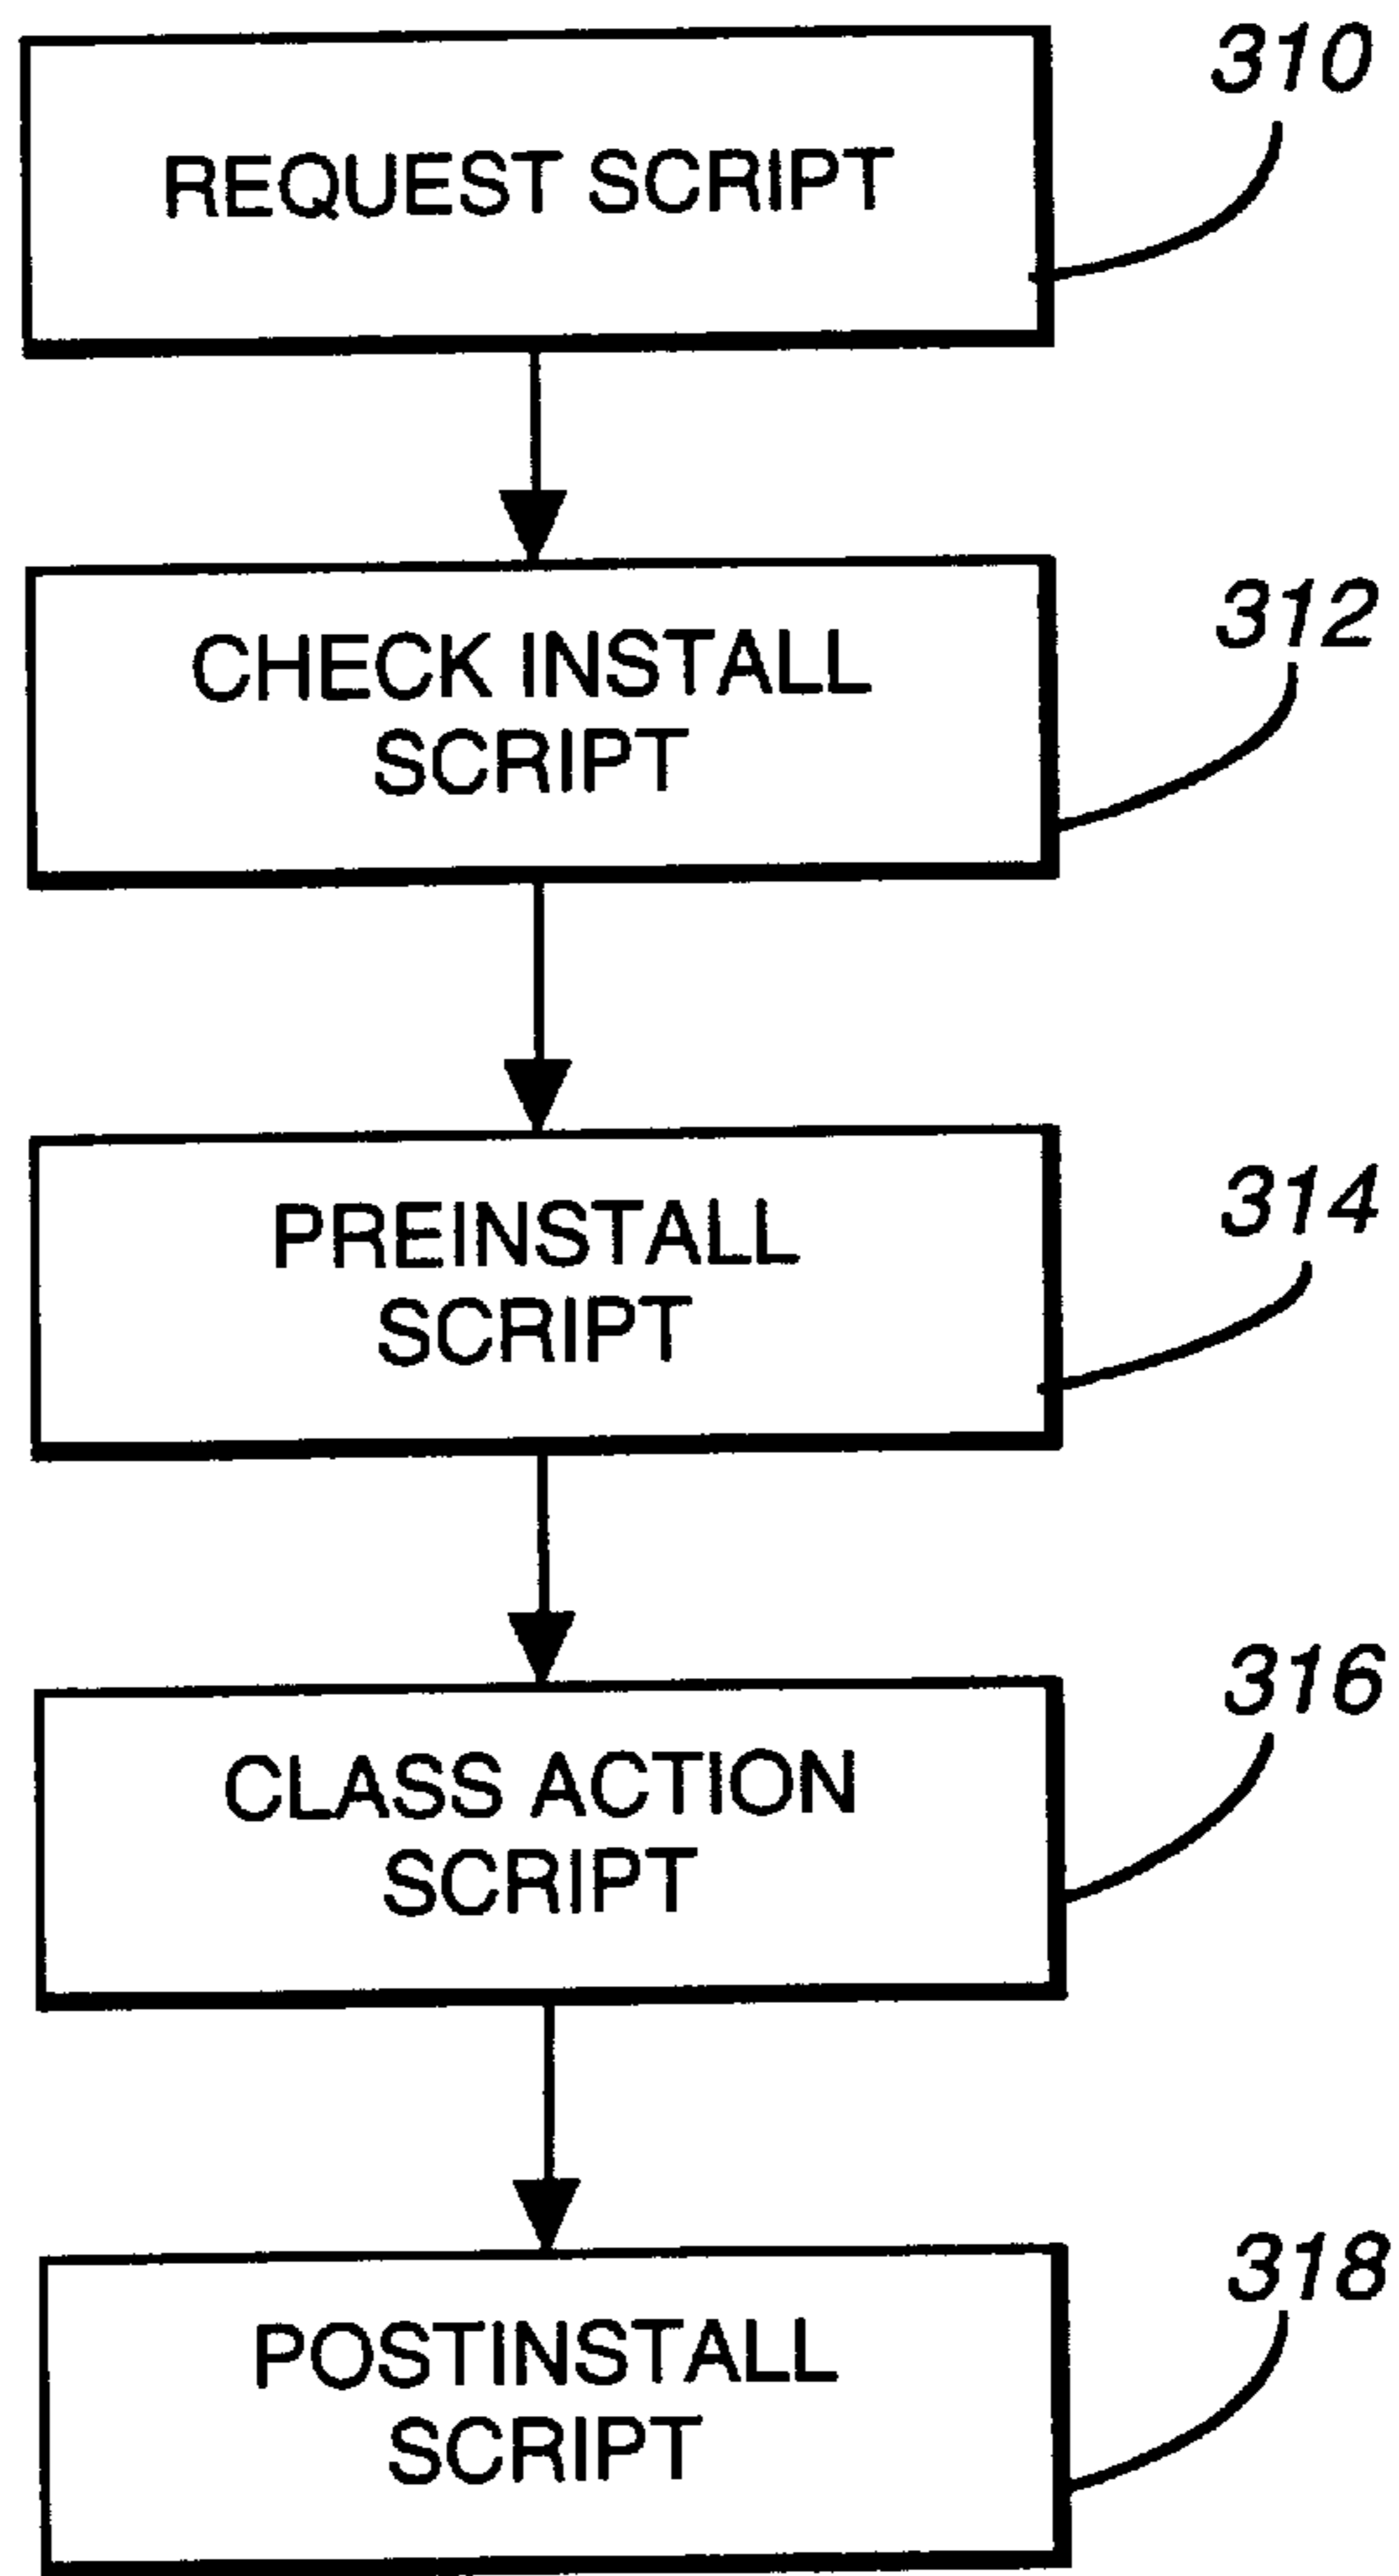 310
REQUEST SCRIPT
312
CHECK INSTALL
SCRIPT
314
PREINSTALL
SCRIPT
316
CLASS ACTION
SCRIPT
318
POSTINSTALL
SCRIPT